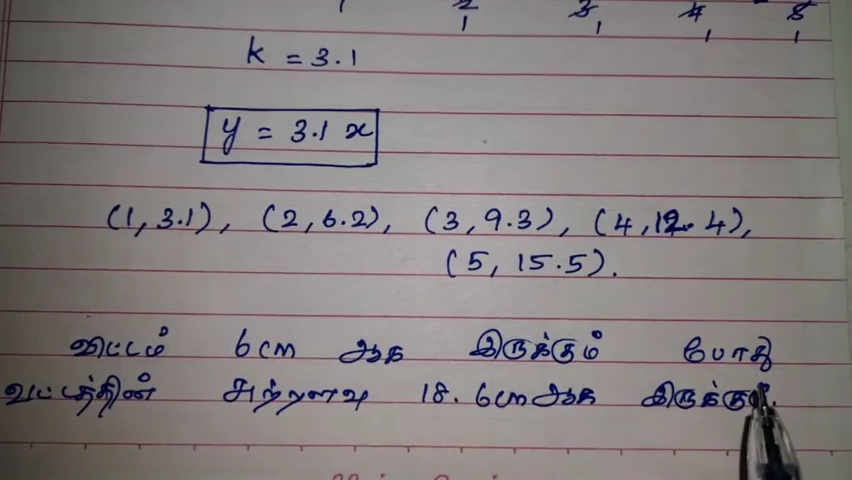 k = 3.1
y = 3.1 x
(1, 3.1), (2, 6.2), (3, 9.3), (4, 12.4),
(5, 15.5).
விட்டம் 6cm ஆக இருக்கும் போது
வட்டத்தின் சுற்றளவு 18.6cm ஆக இருக்கும்.